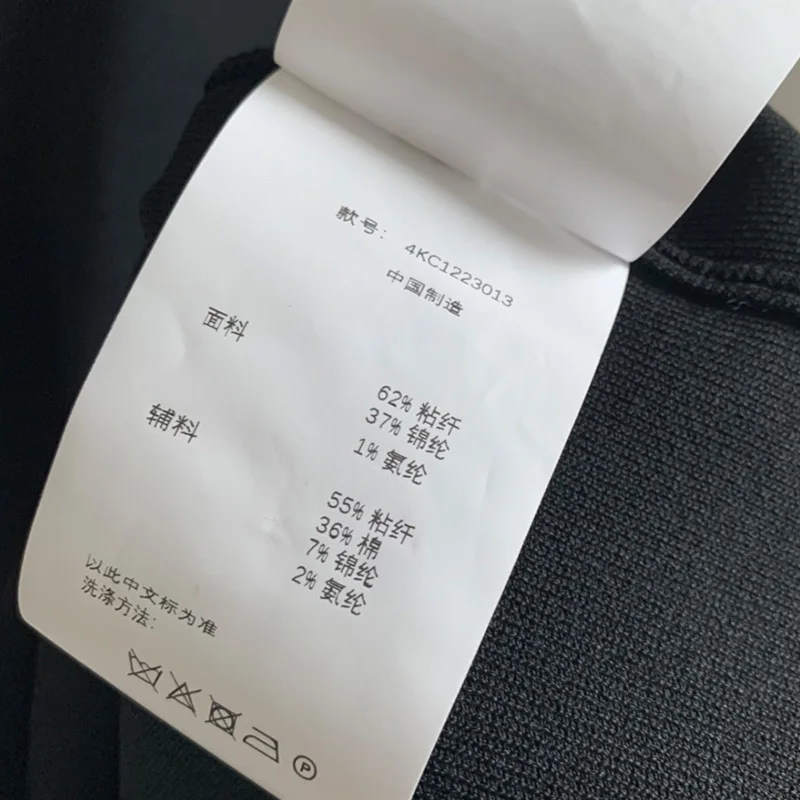 款号: 4KC1223013
中国制造
面料
62% 粘纤
37% 锦纶
1% 氨纶
辅料
55% 粘纤
36% 棉
7% 锦纶
2% 氨纶
以此中文标为准
洗涤方法:
P